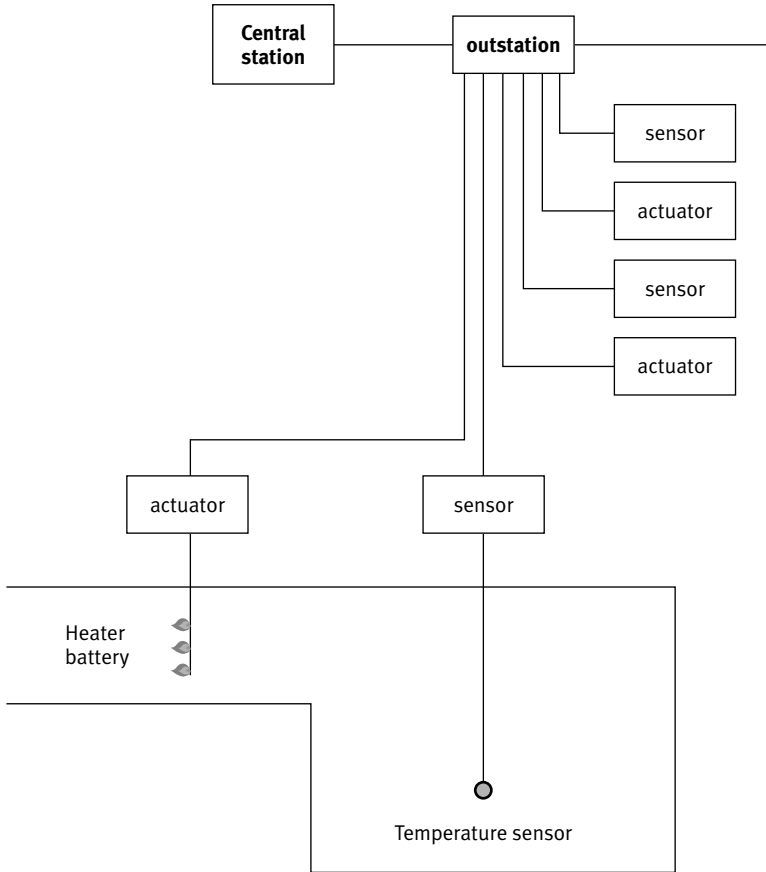 Central
station
outstation
sensor
actuator
sensor
actuator
actuator
sensor
Heater
battery
Temperature sensor